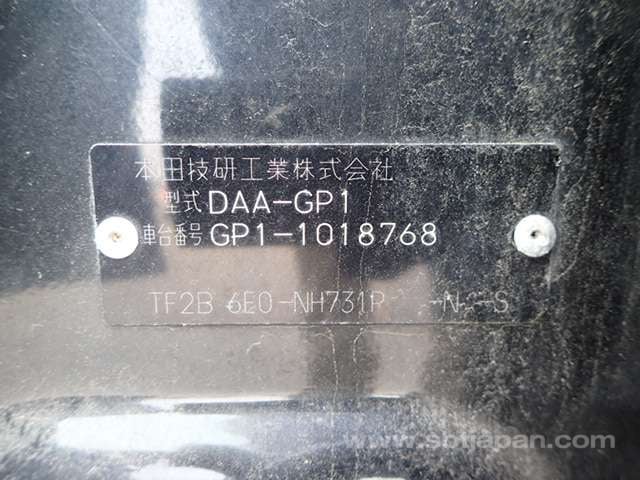 本田技研工業株式会社
型式 DAA-GP1
車台番号 GP1-1018768
TF2B 6E0-NH731P
www.sbtjapan.com